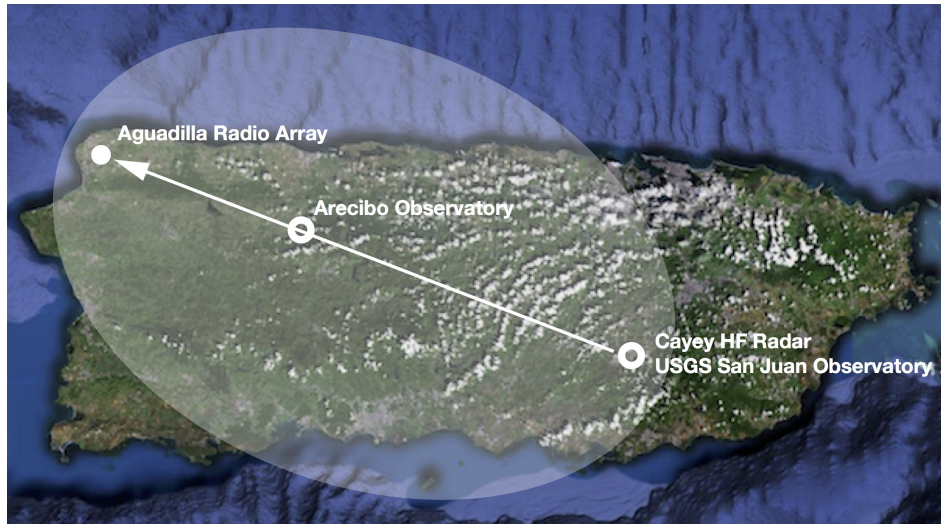 Aguadilla Radio Array
Arecibo Observatory
Cayey HF Radar
USGS San Juan Observatory